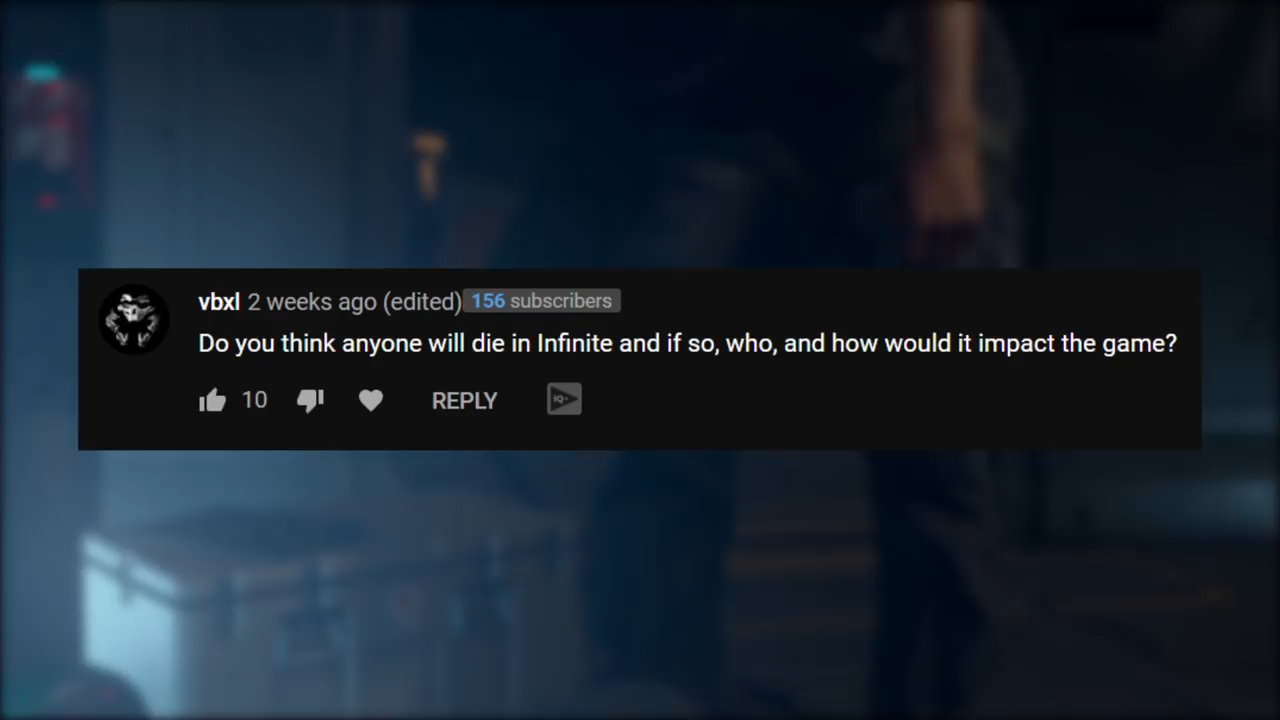 vbxl 2 weeks ago (edited) 156 subscribers
Do you think anyone will die in Infinite and if so, who, and how would it impact the game?
10 REPLY IQ